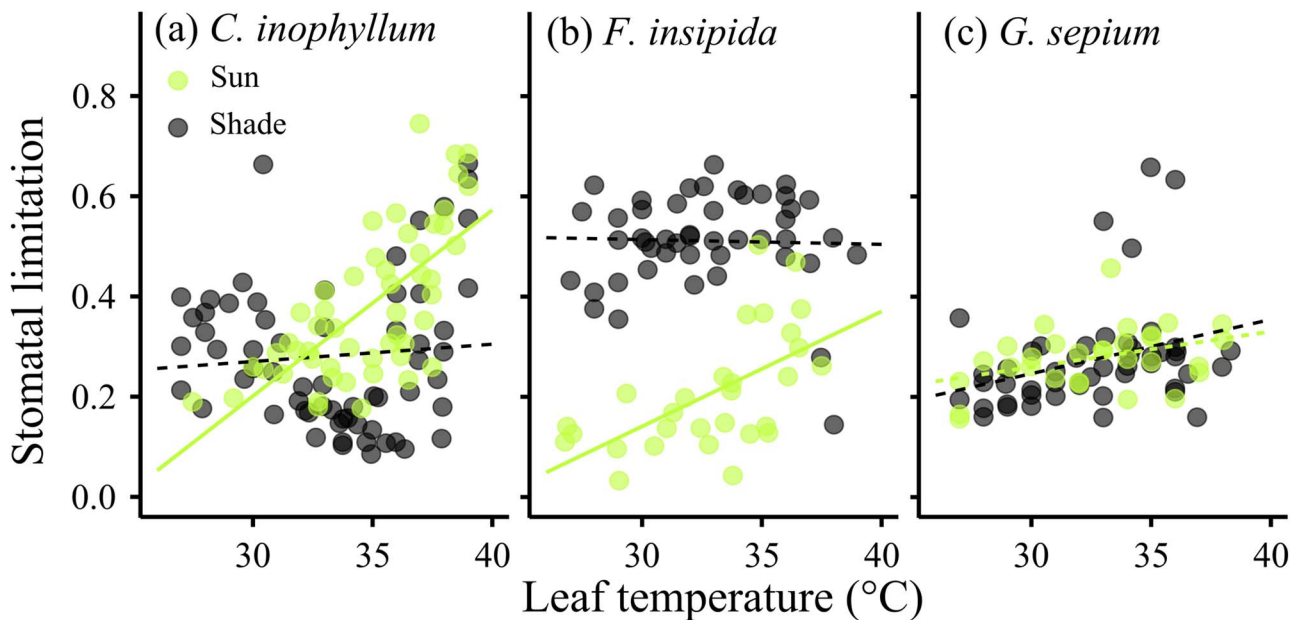 (a) C. inophyllum
(b) F. insipida
(c) G. sepium
Sun
Shade
Stomatal limitation
0.8
0.6
0.4
0.2
0.0
30 35 40
30 35 40
30 35 40
Leaf temperature (°C)